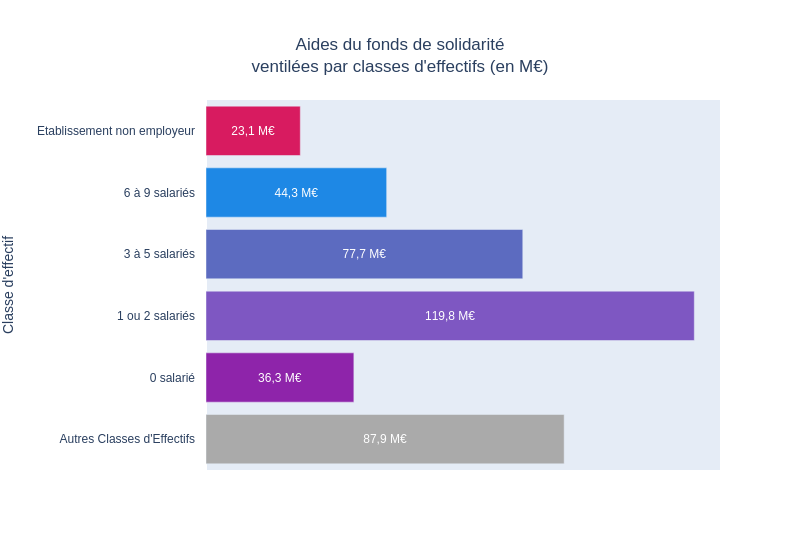 Aides du fonds de solidarité
ventilées par classes d'effectifs (en M€)
Classe d'effectif
Etablissement non employeur
23,1 M€
6 à 9 salariés
44,3 M€
3 à 5 salariés
77,7 M€
1 ou 2 salariés
119,8 M€
0 salarié
36,3 M€
Autres Classes d'Effectifs
87,9 M€